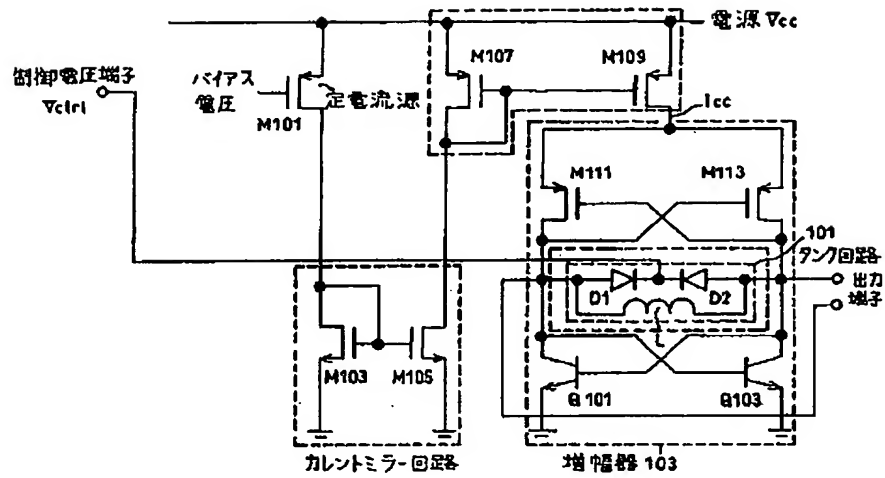 電源 Vcc
M107
M109
制御電圧端子
Vctrl
バイアス
電圧
定電流源
M101
Icc
M111
M113
101
タンク回路
出力
端子
D1
D2
L
M103
M105
Q101
Q103
カレントミラー回路
増幅器 103